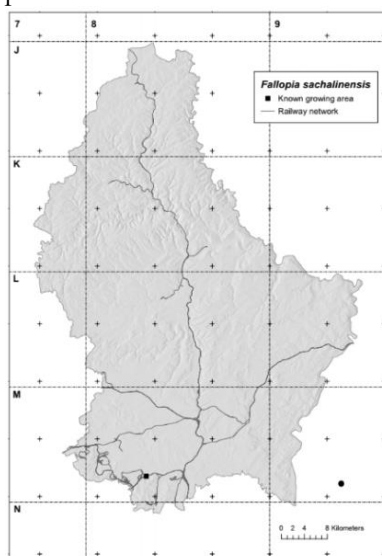 7 8 9
J
Fallopia sachalinensis
Known growing area
Railway network
K
L
M
N
0 2 4 8 Kilometers